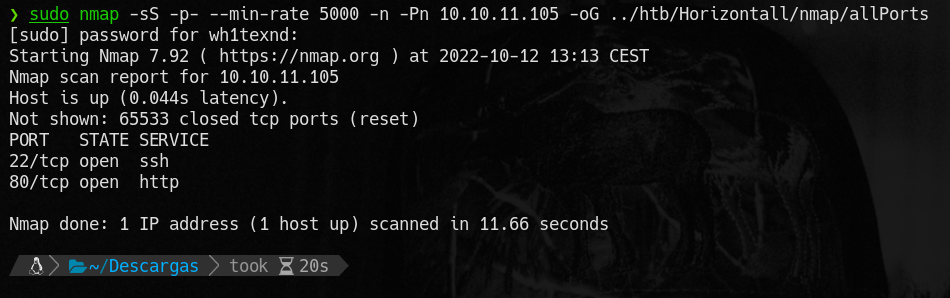 ❯ sudo nmap -sS -p- --min-rate 5000 -n -Pn 10.10.11.105 -oG ../htb/Horizontall/nmap/allPorts
[sudo] password for wh1texnd:
Starting Nmap 7.92 ( https://nmap.org ) at 2022-10-12 13:13 CEST
Nmap scan report for 10.10.11.105
Host is up (0.044s latency).
Not shown: 65533 closed tcp ports (reset)
PORT   STATE SERVICE
22/tcp open  ssh
80/tcp open  http
Nmap done: 1 IP address (1 host up) scanned in 11.66 seconds
~/Descargas took 20s